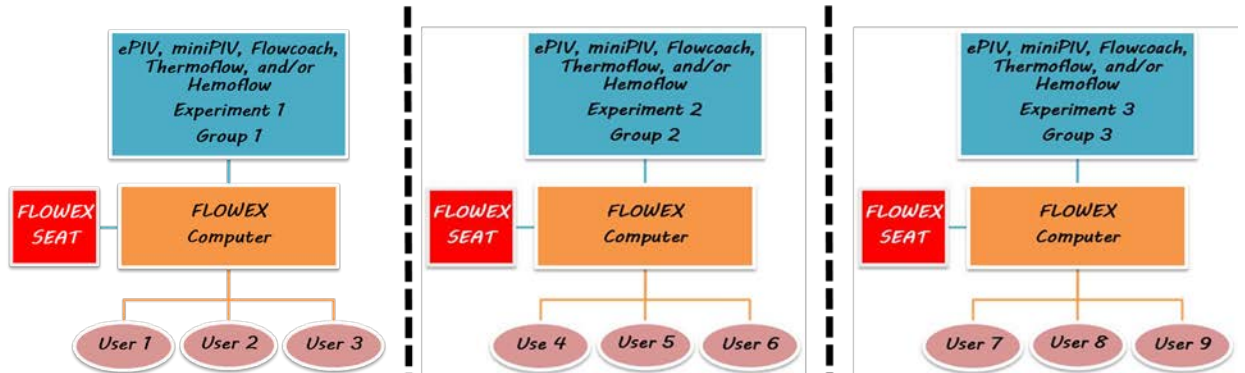 ePIV, miniPIV, Flowcoach,
Thermoflow, and/or
Hemoflow
Experiment 1
Group 1
FLOWEX
SEAT
FLOWEX
Computer
User 1
User 2
User 3
ePIV, miniPIV, Flowcoach,
Thermoflow, and/or
Hemoflow
Experiment 2
Group 2
FLOWEX
SEAT
FLOWEX
Computer
Use 4
User 5
User 6
ePIV, miniPIV, Flowcoach,
Thermoflow, and/or
Hemoflow
Experiment 3
Group 3
FLOWEX
SEAT
FLOWEX
Computer
User 7
User 8
User 9